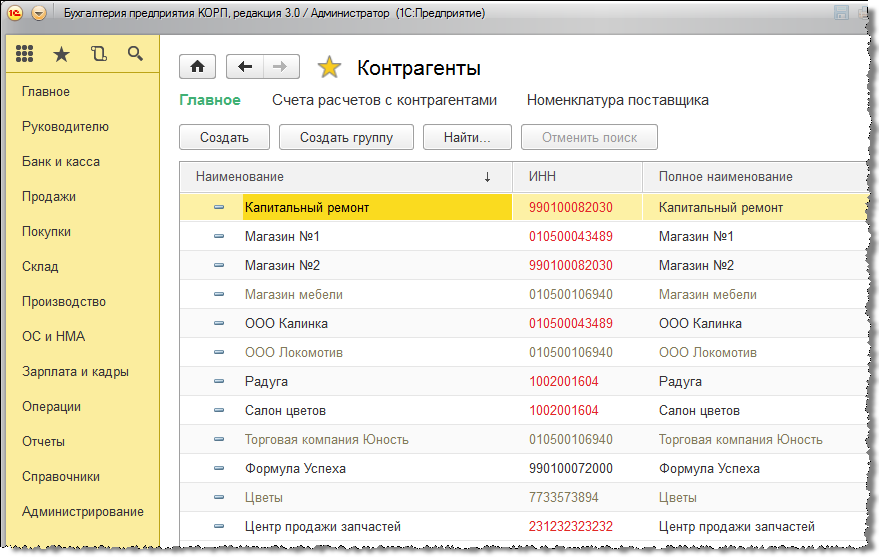 Бухгалтерия предприятия КОРП, редакция 3.0 / Администратор (1С:Предприятие)
Контрагенты
Главное Счета расчетов с контрагентами Номенклатура поставщика
Создать Создать группу Найти... Отменить поиск
Главное
Руководителю
Банк и касса
Продажи
Покупки
Склад
Производство
ОС и НМА
Зарплата и кадры
Операции
Отчеты
Справочники
Администрирование
Наименование ↓ ИНН Полное наименование
Капитальный ремонт 990100082030 Капитальный ремонт
Магазин №1 010500043489 Магазин №1
Магазин №2 990100082030 Магазин №2
Магазин мебели 010500106940 Магазин мебели
ООО Калинка 010500043489 ООО Калинка
ООО Локомотив 010500106940 ООО Локомотив
Радуга 1002001604 Радуга
Салон цветов 1002001604 Салон цветов
Торговая компания Юность 010500106940 Торговая компания Юность
Формула Успеха 990100072000 Формула Успеха
Цветы 7733573894 Цветы
Центр продажи запчастей 231232323232 Центр продажи запчастей